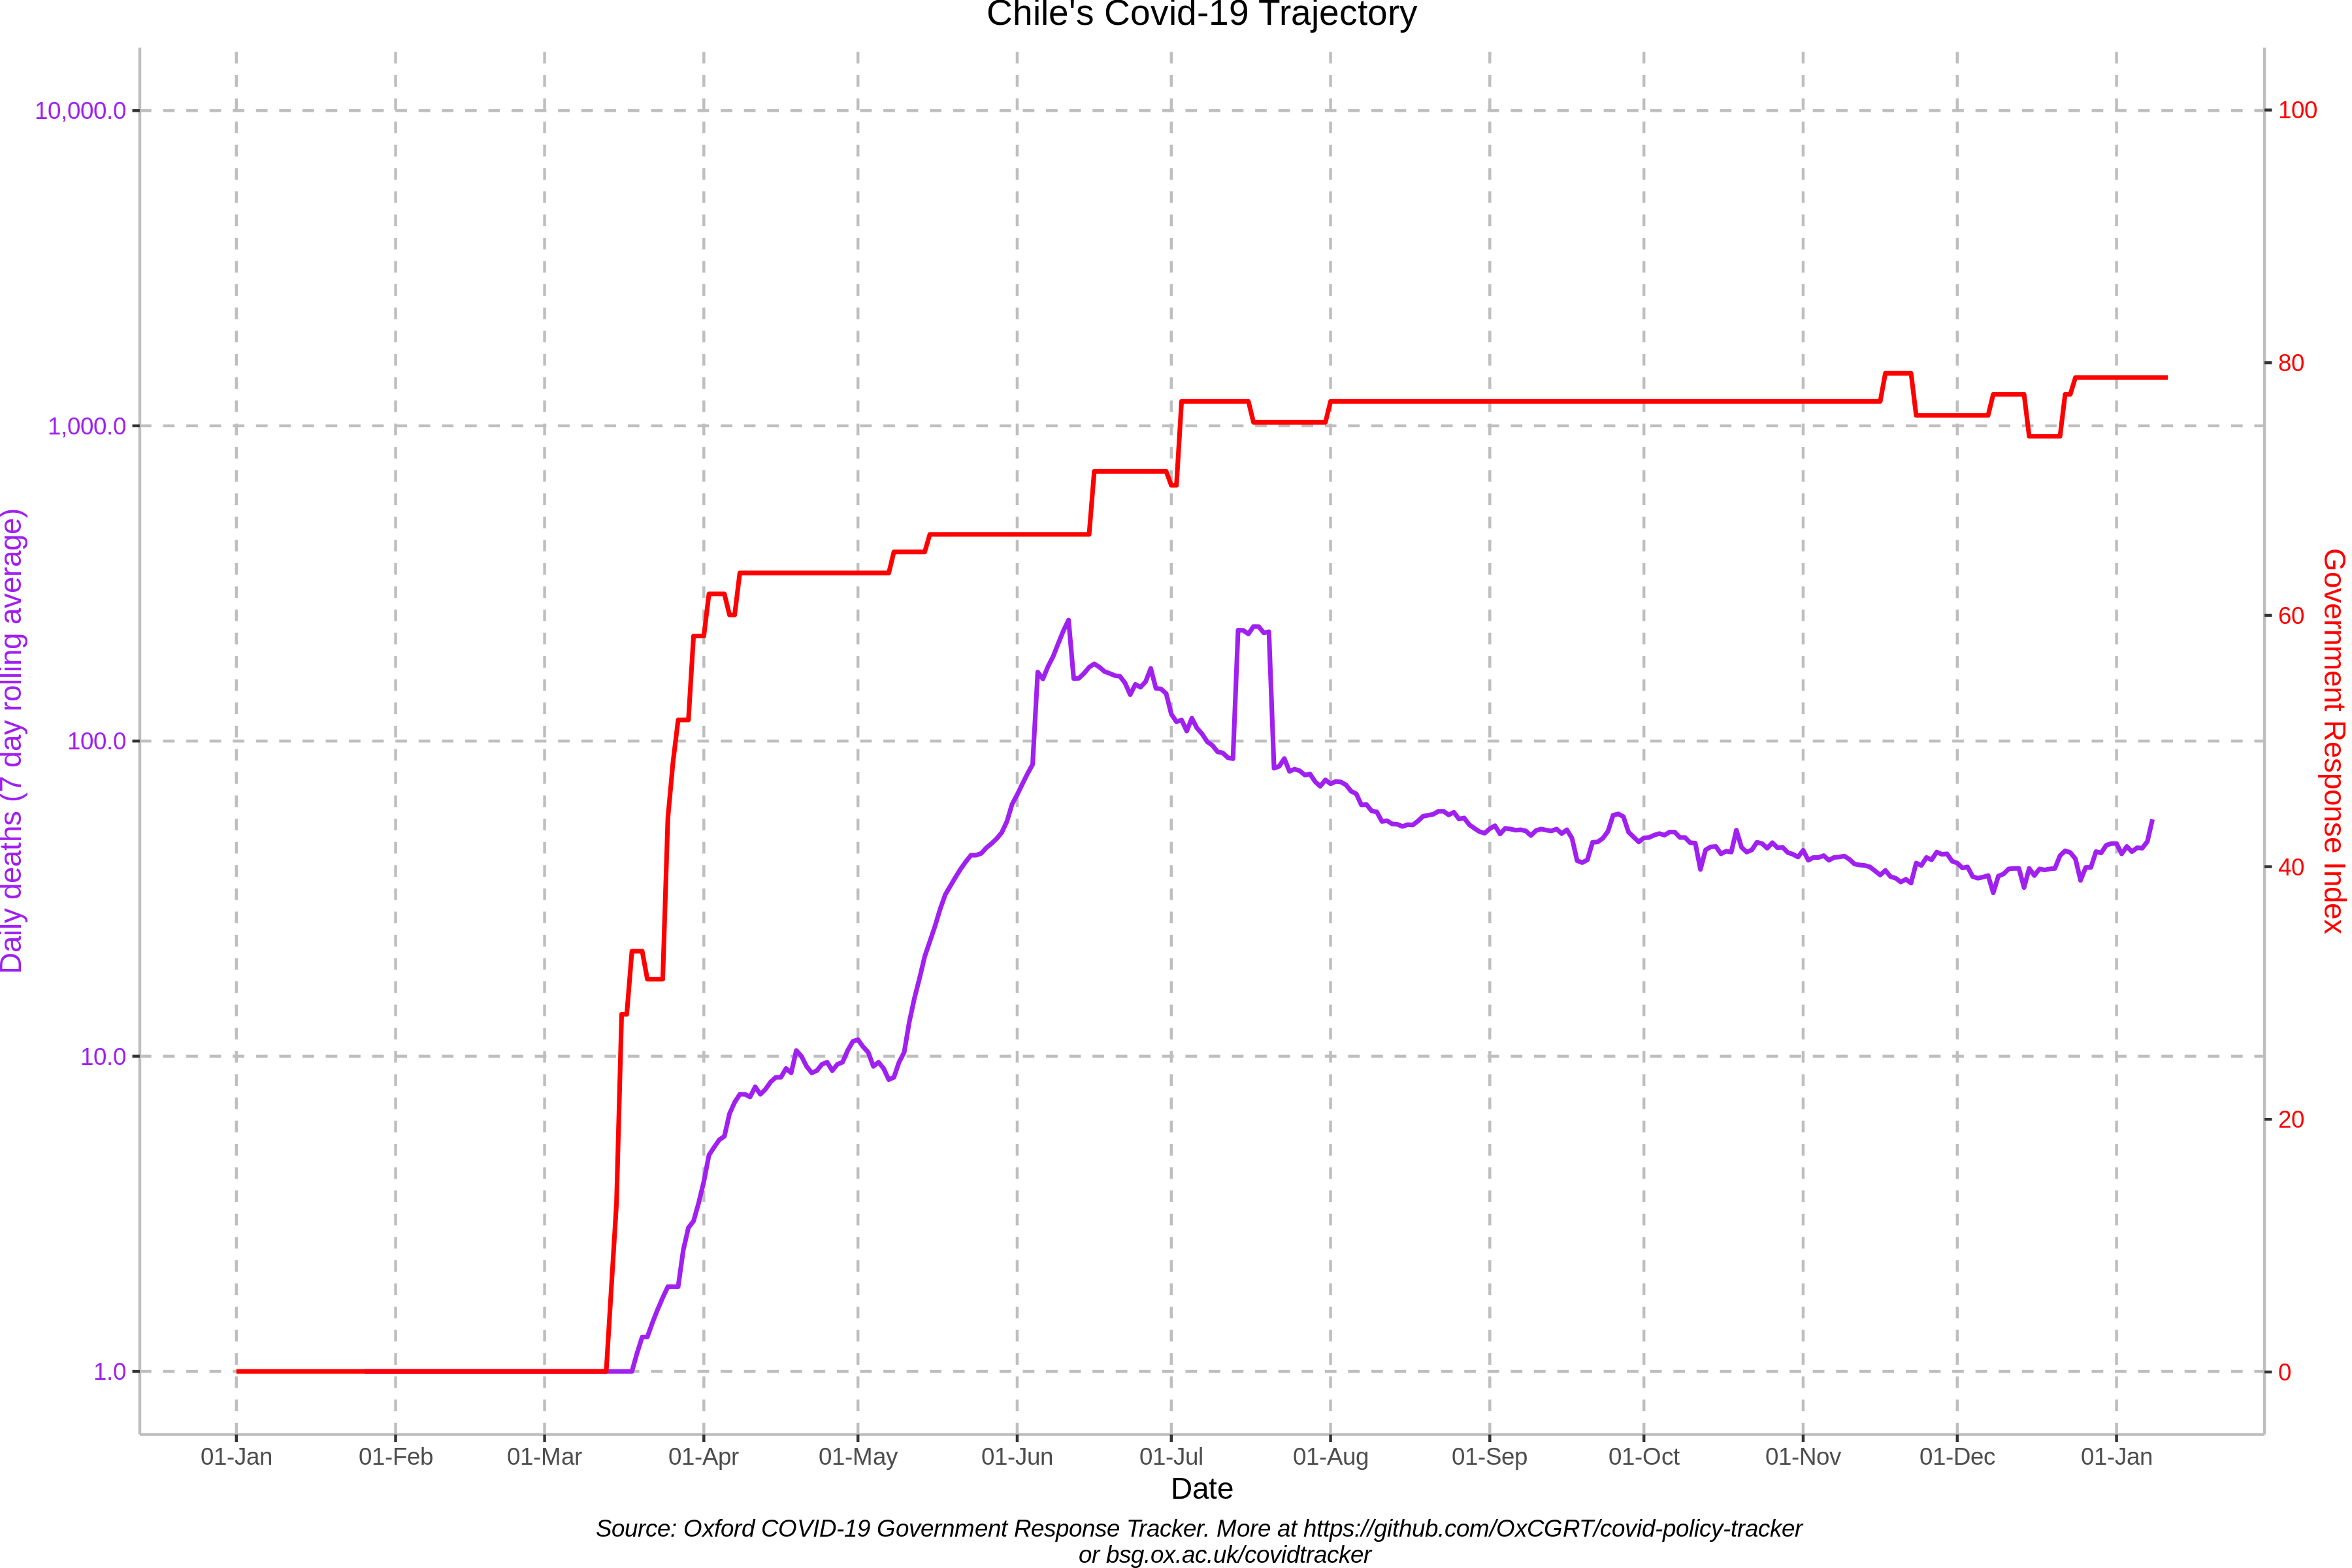 Chile's Covid-19 Trajectory
10,000.0
1,000.0
100.0
10.0
1.0
Daily deaths (7 day rolling average)
100
80
60
40
20
0
Government Response Index
01-Jan 01-Feb 01-Mar 01-Apr 01-May 01-Jun 01-Jul 01-Aug 01-Sep 01-Oct 01-Nov 01-Dec 01-Jan
Date
Source: Oxford COVID-19 Government Response Tracker. More at https://github.com/OxCGRT/covid-policy-tracker
or bsg.ox.ac.uk/covidtracker